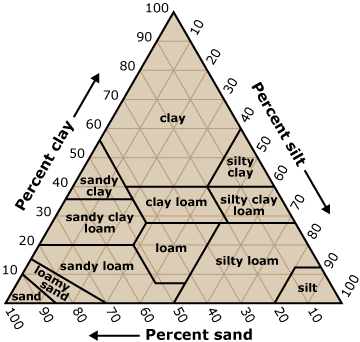 100
90
10
80
20
Percent clay
70
30
Percent silt
60
clay
40
50
50
silty
clay
40
sandy
clay
60
clay loam
silty clay
loam
30
sandy clay
loam
70
20
loam
80
sandy loam
silty loam
10
loamy
sand
90
sand
silt
100
100
90
80
70
60
50
40
30
20
10
Percent sand